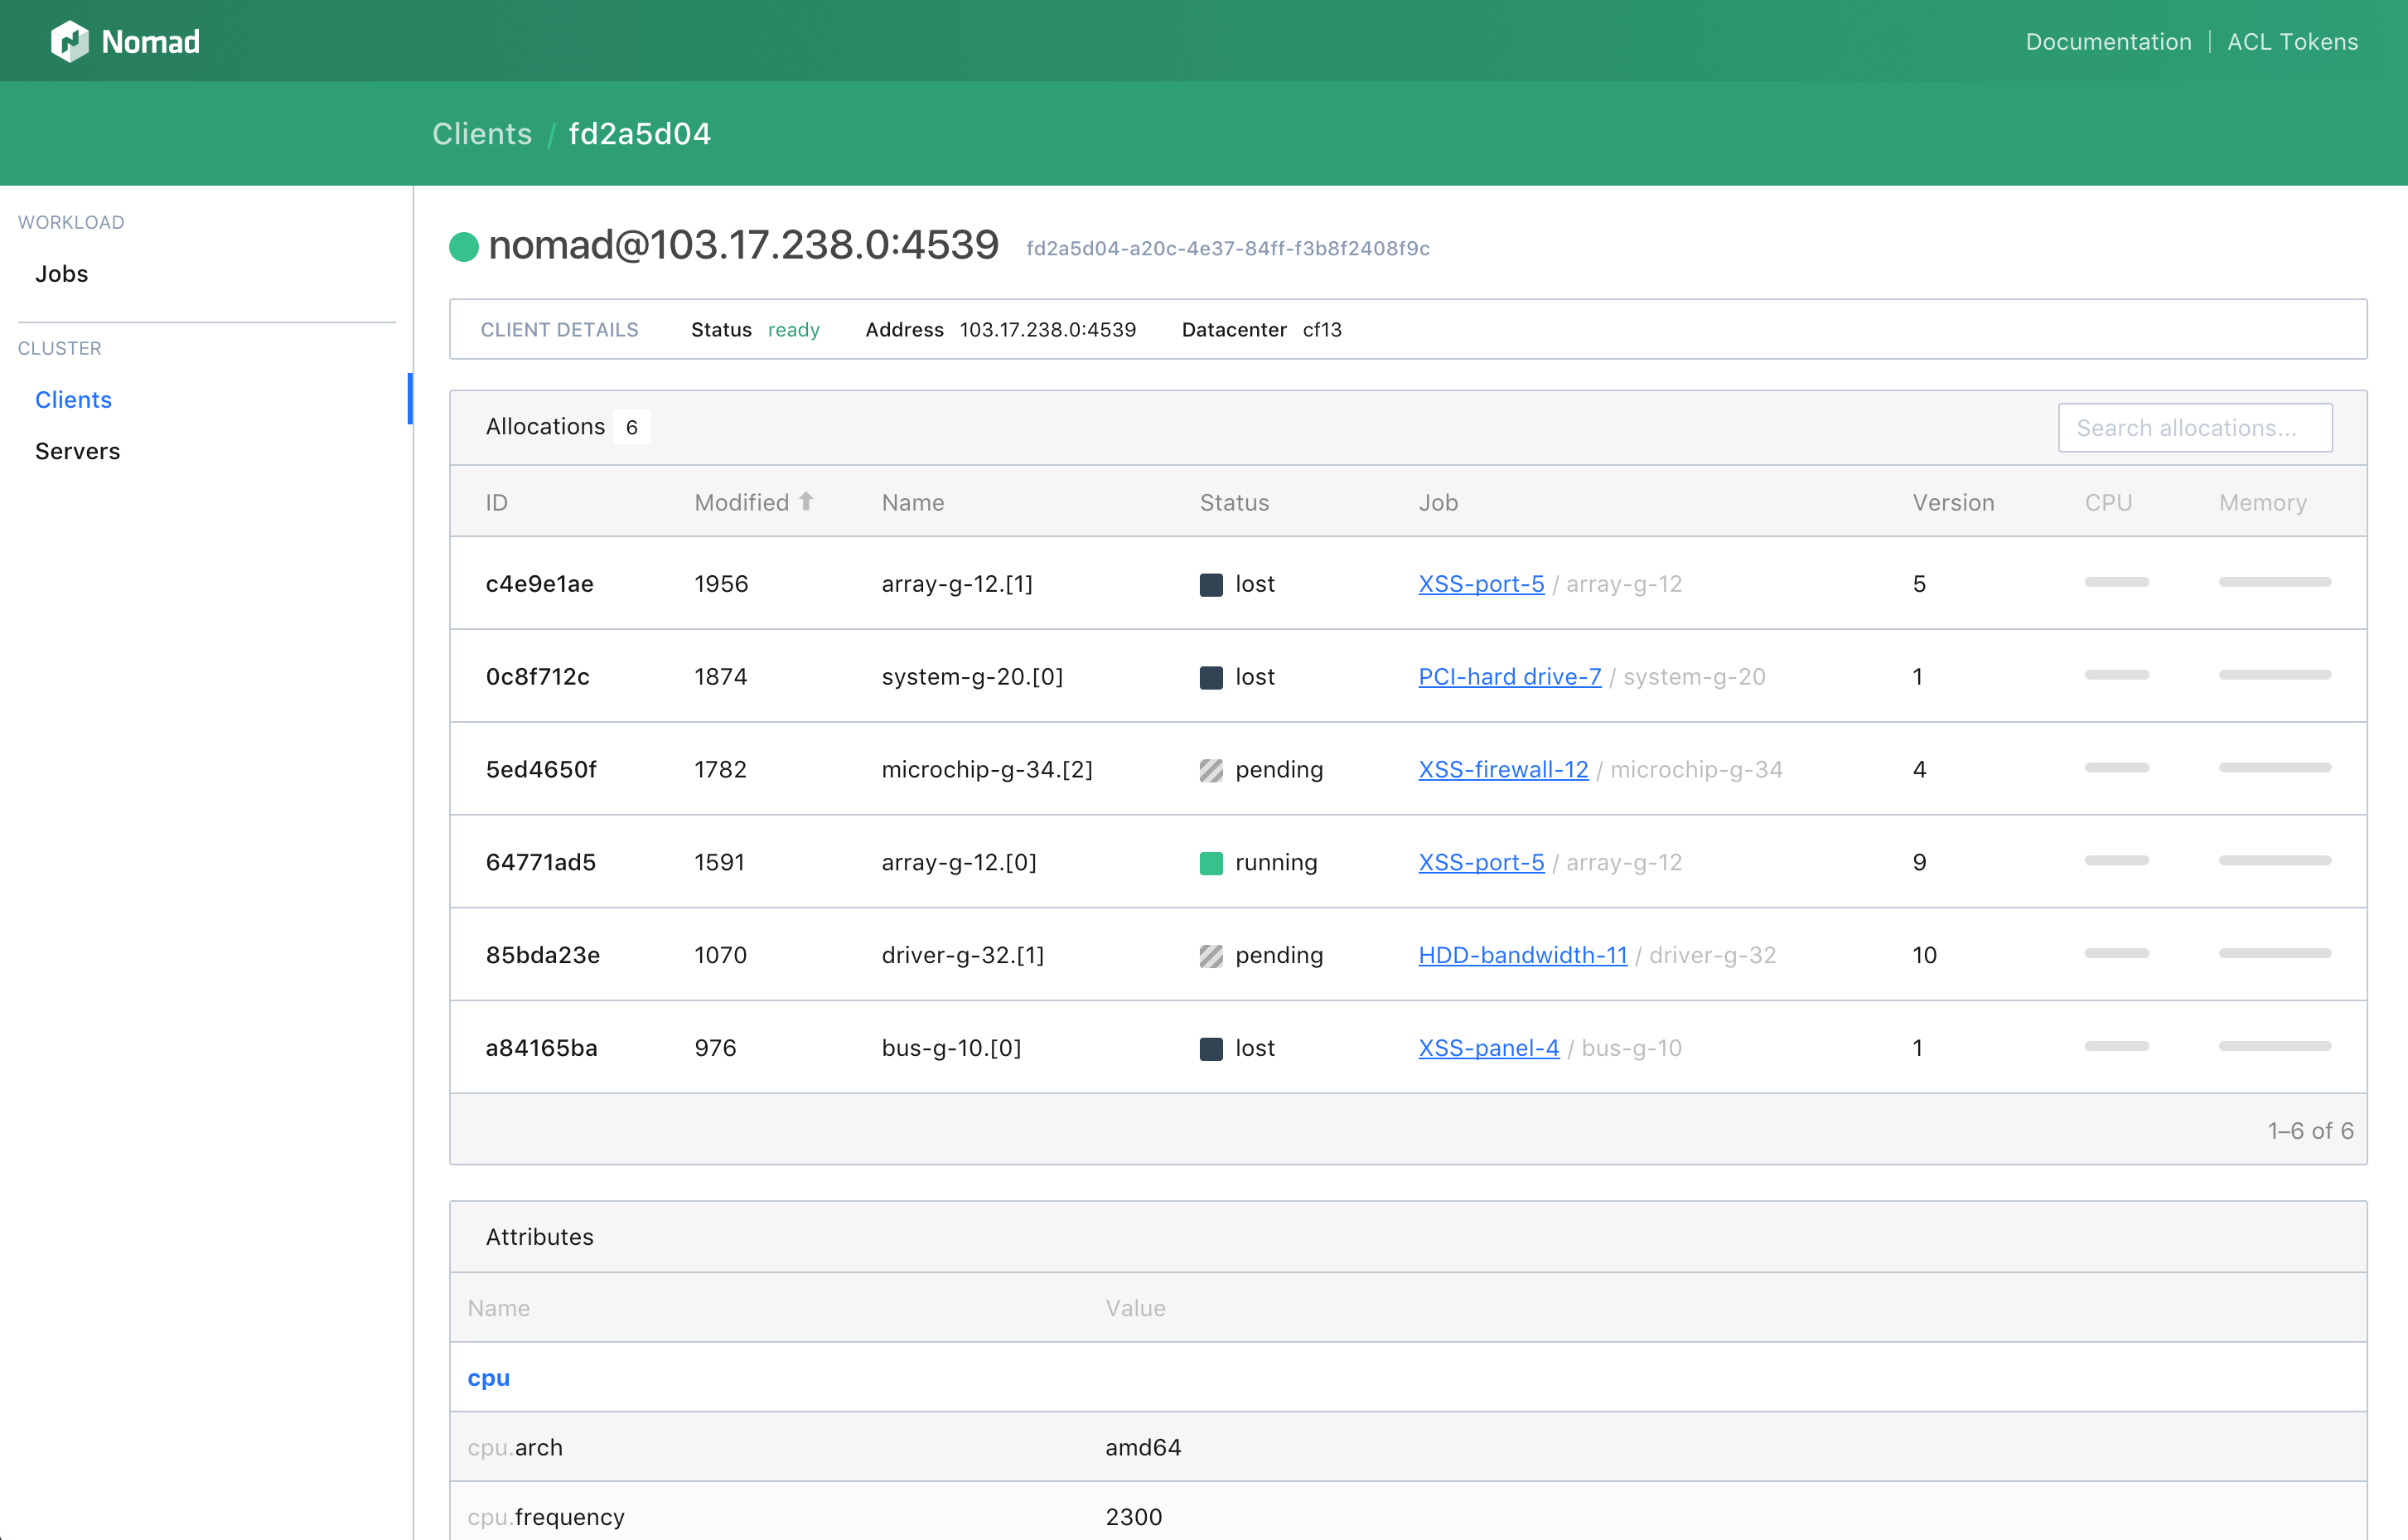 Nomad
Documentation | ACL Tokens
Clients / fd2a5d04
WORKLOAD
Jobs
CLUSTER
Clients
Servers
nomad@103.17.238.0:4539 fd2a5d04-a20c-4e37-84ff-f3b8f2408f9c
CLIENT DETAILS Status ready Address 103.17.238.0:4539 Datacenter cf13
Allocations 6 Search allocations...
ID Modified Name Status Job Version CPU Memory
c4e9e1ae 1956 array-g-12.[1] lost XSS-port-5 / array-g-12 5
0c8f712c 1874 system-g-20.[0] lost PCI-hard drive-7 / system-g-20 1
5ed4650f 1782 microchip-g-34.[2] pending XSS-firewall-12 / microchip-g-34 4
64771ad5 1591 array-g-12.[0] running XSS-port-5 / array-g-12 9
85bda23e 1070 driver-g-32.[1] pending HDD-bandwidth-11 / driver-g-32 10
a84165ba 976 bus-g-10.[0] lost XSS-panel-4 / bus-g-10 1
1–6 of 6
Attributes
Name Value
cpu
cpu.arch amd64
cpu.frequency 2300